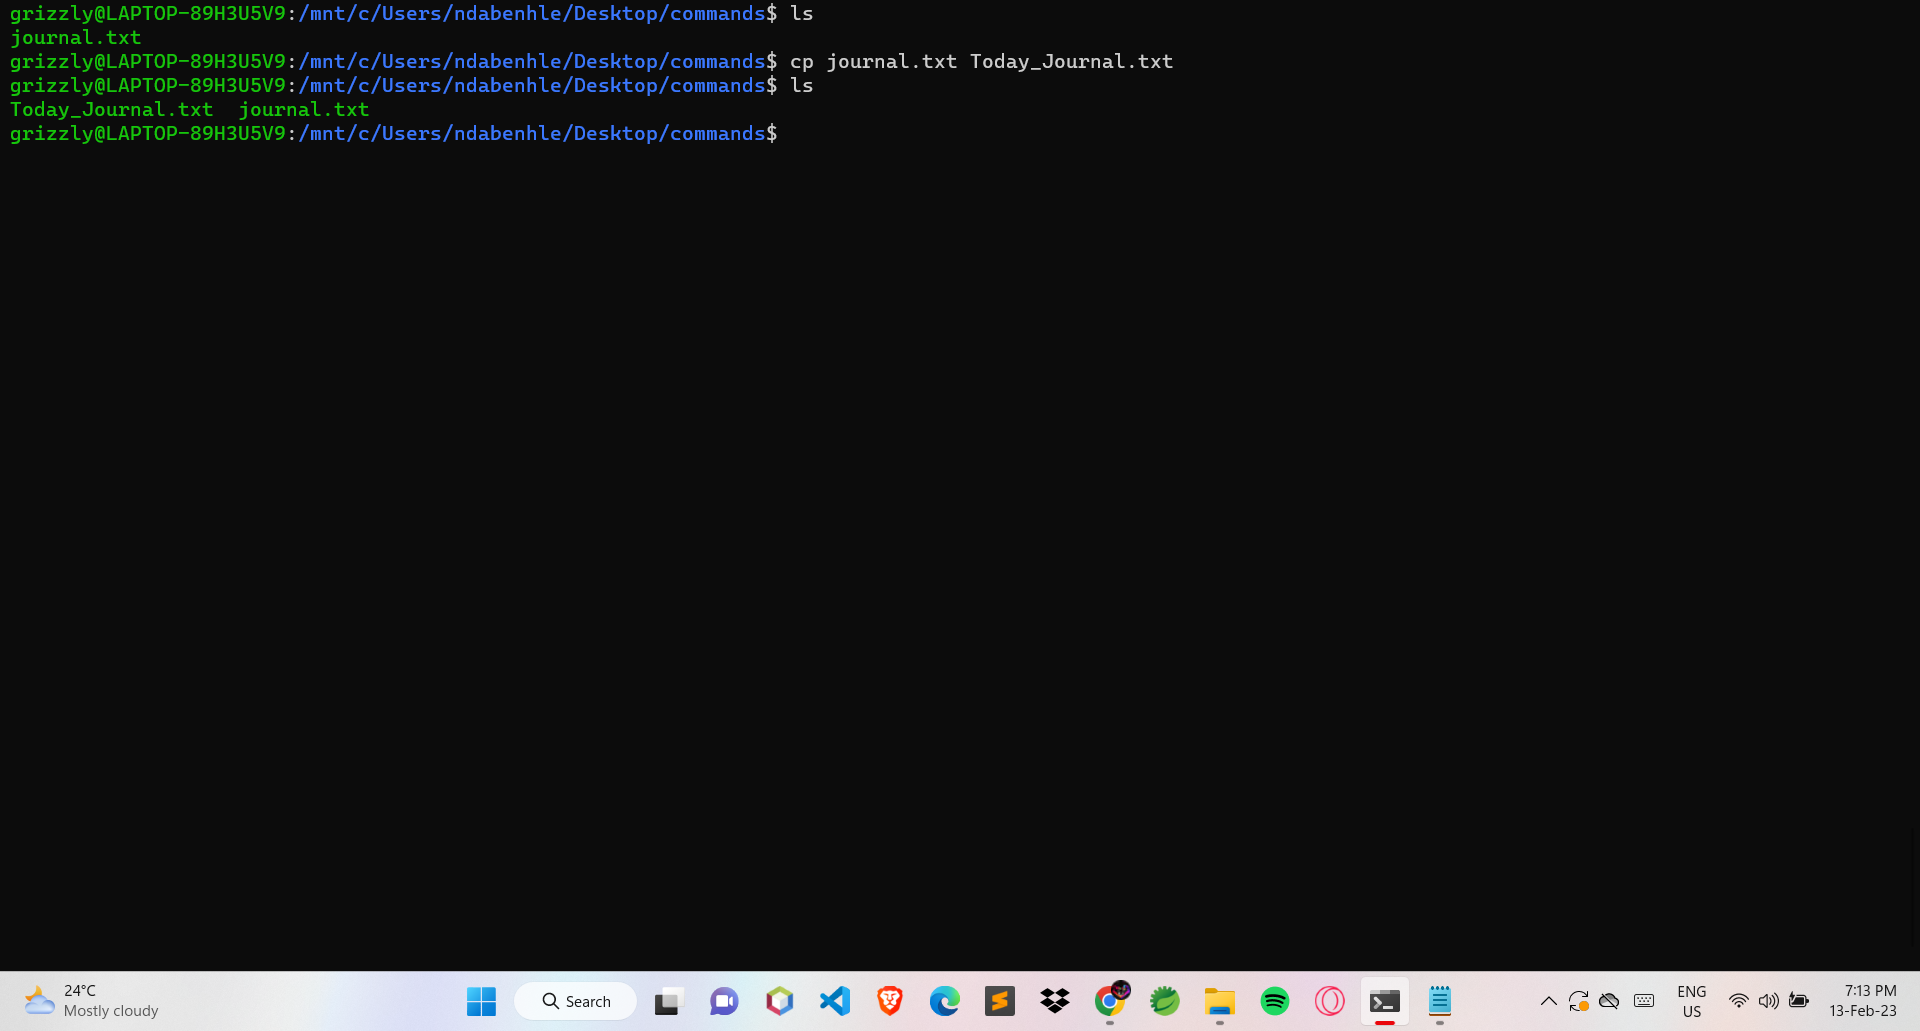 grizzly@LAPTOP-89H3U5V9:/mnt/c/Users/ndabenhle/Desktop/commands$ ls
journal.txt
grizzly@LAPTOP-89H3U5V9:/mnt/c/Users/ndabenhle/Desktop/commands$ cp journal.txt Today_Journal.txt
grizzly@LAPTOP-89H3U5V9:/mnt/c/Users/ndabenhle/Desktop/commands$ ls
Today_Journal.txt  journal.txt
grizzly@LAPTOP-89H3U5V9:/mnt/c/Users/ndabenhle/Desktop/commands$
24°C
Mostly cloudy
Search
ENG
US
7:13 PM
13-Feb-23